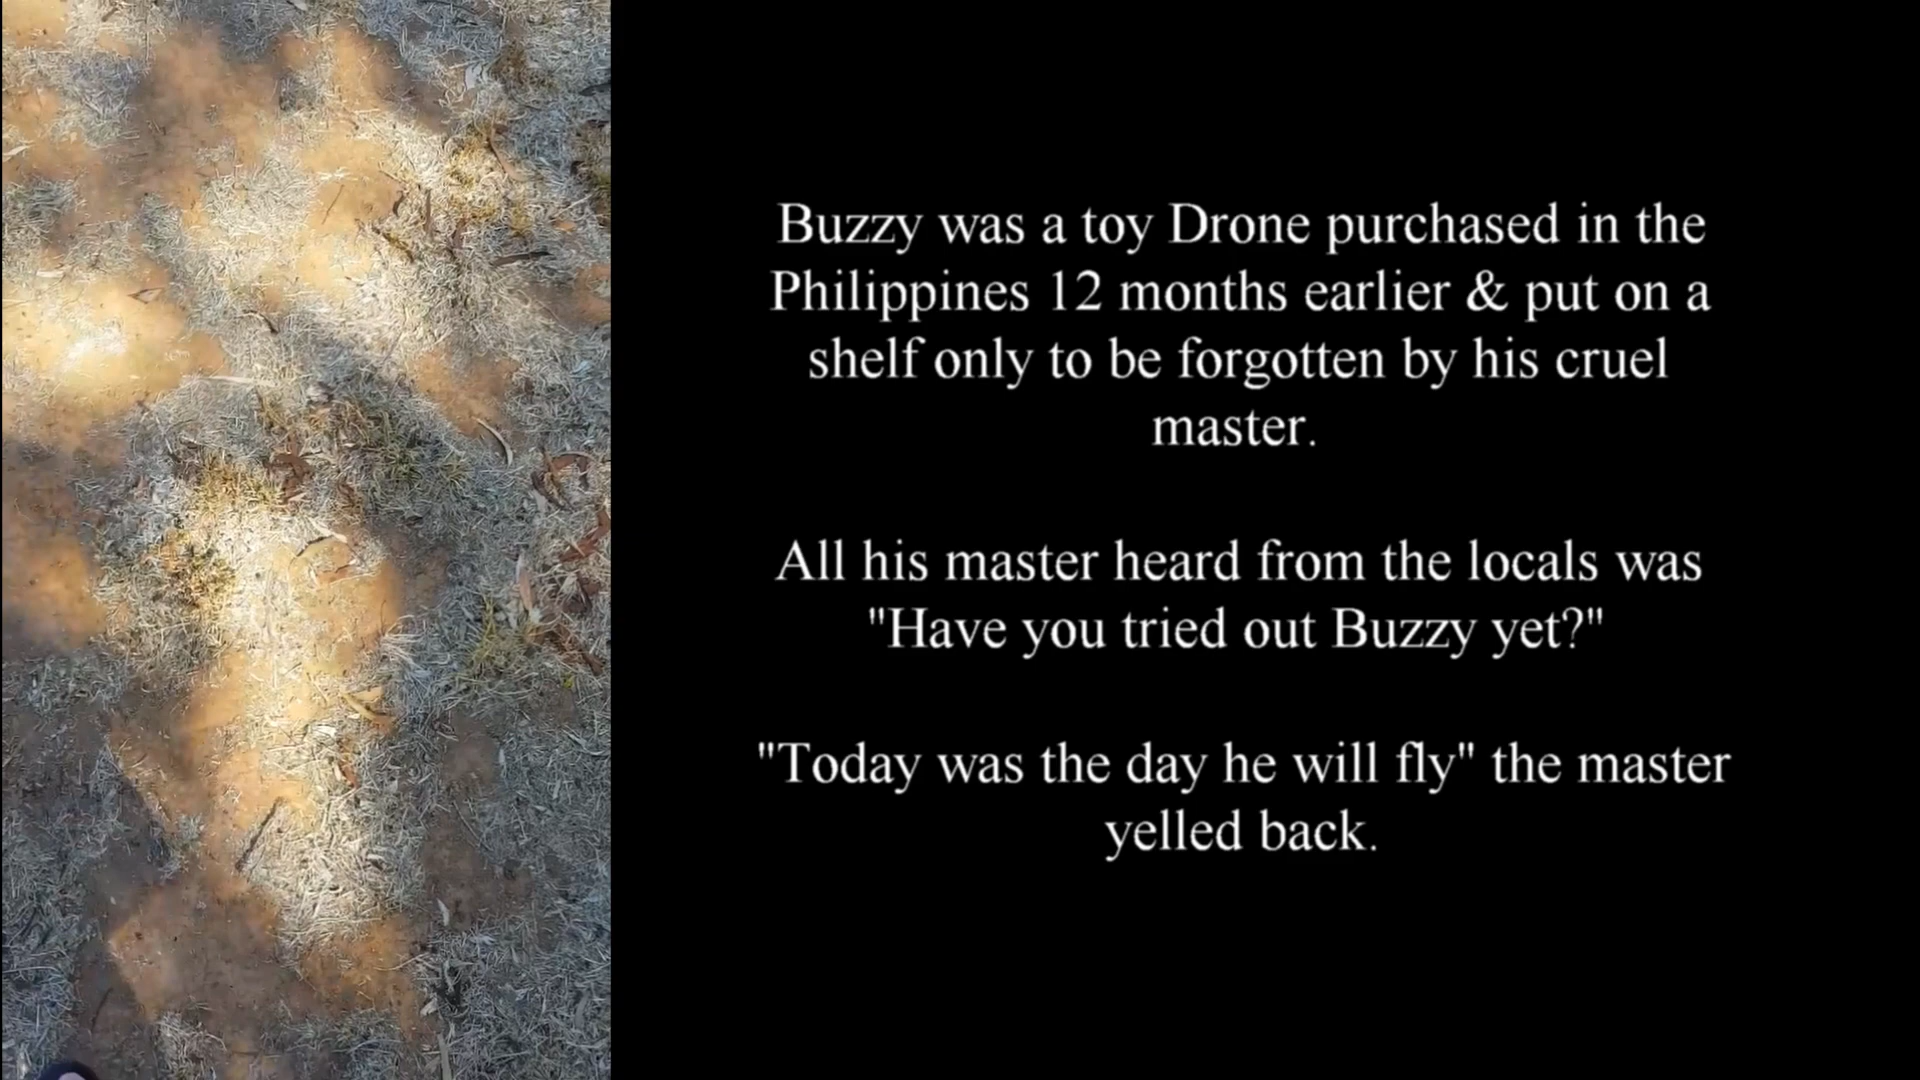 Buzzy was a toy Drone purchased in the
Philippines 12 months earlier & put on a
shelf only to be forgotten by his cruel
master.
All his master heard from the locals was
"Have you tried out Buzzy yet?"
"Today was the day he will fly" the master
yelled back.